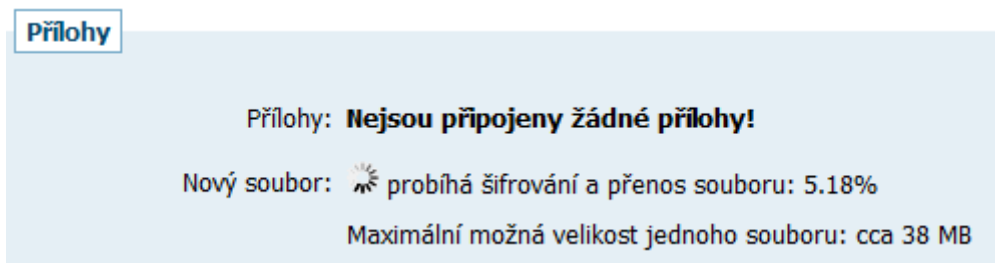 Přílohy
Přílohy: Nejsou připojeny žádné přílohy!
Nový soubor: probíhá šifrování a přenos souboru: 5.18%
Maximální možná velikost jednoho souboru: cca 38 MB